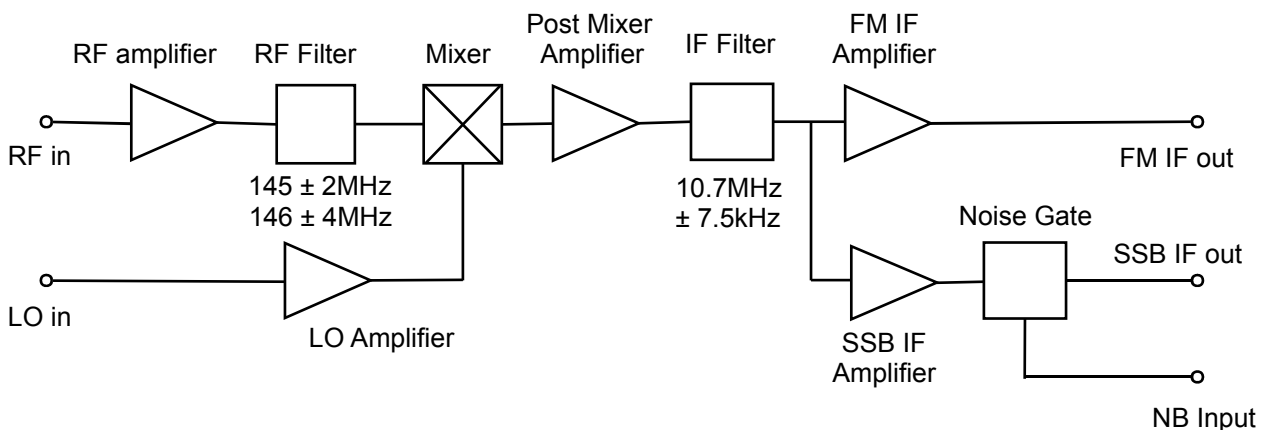 RF amplifier
RF Filter
Mixer
Post Mixer
Amplifier
IF Filter
FM IF
Amplifier
RF in
FM IF out
145 ± 2MHz
146 ± 4MHz
10.7MHz
± 7.5kHz
Noise Gate
SSB IF out
LO in
LO Amplifier
SSB IF
Amplifier
NB Input